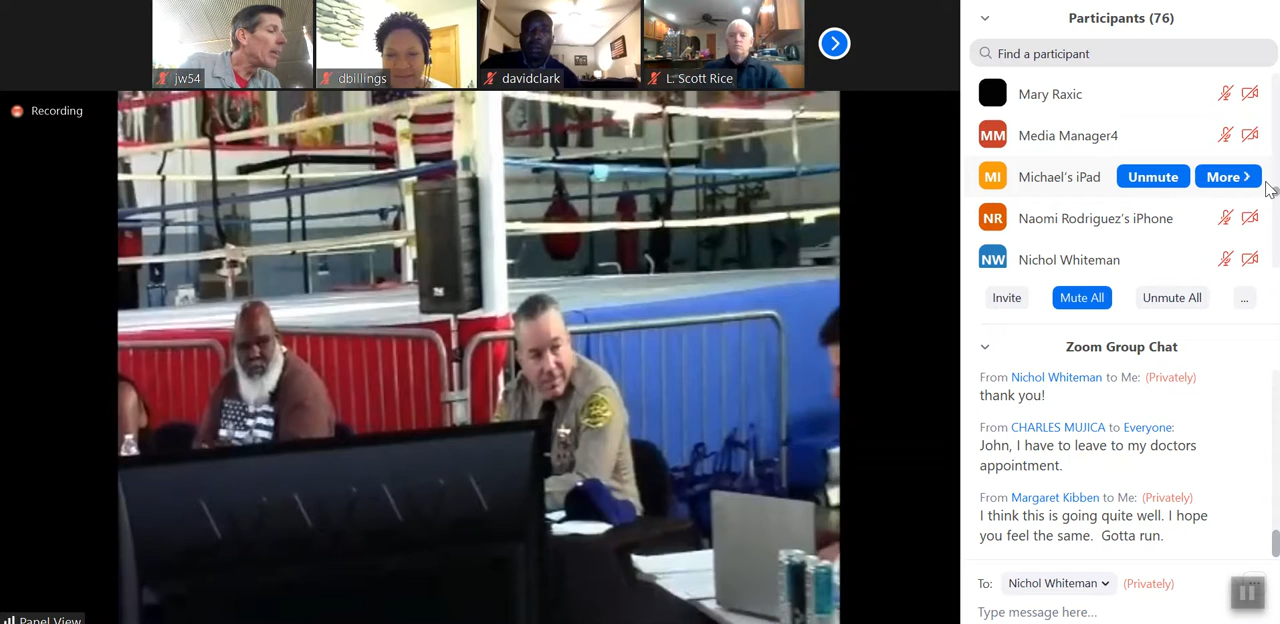 jw54
dbillings
davidclark
L. Scott Rice
Recording
Panel View
Participants (76)
Find a participant
Mary Raxic
MM Media Manager4
MI Michael's iPad Unmute More
NR Naomi Rodriguez's iPhone
NW Nichol Whiteman
Invite Mute All Unmute All ...
Zoom Group Chat
From Nichol Whiteman to Me: (Privately)
thank you!
From CHARLES MUJICA to Everyone:
John, I have to leave to my doctors
appointment.
From Margaret Kibben to Me: (Privately)
I think this is going quite well. I hope
you feel the same. Gotta run.
To: Nichol Whiteman (Privately)
Type message here...